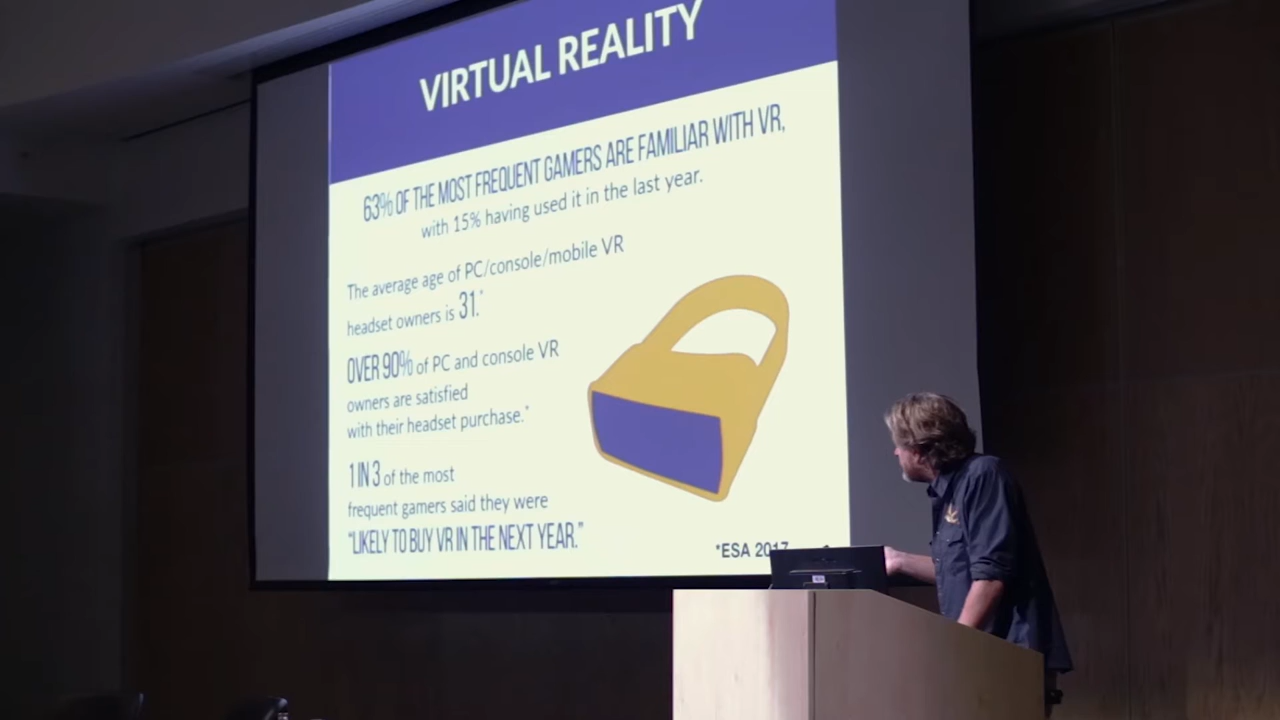 VIRTUAL REALITY
63% OF THE MOST FREQUENT GAMERS ARE FAMILIAR WITH VR,
with 15% having used it in the last year.
The average age of PC/console/mobile VR
headset owners is 31.*
OVER 90% of PC and console VR
owners are satisfied
with their headset purchase.*
1 IN 3 of the most
frequent gamers said they were
"LIKELY TO BUY VR IN THE NEXT YEAR."
*ESA 2017